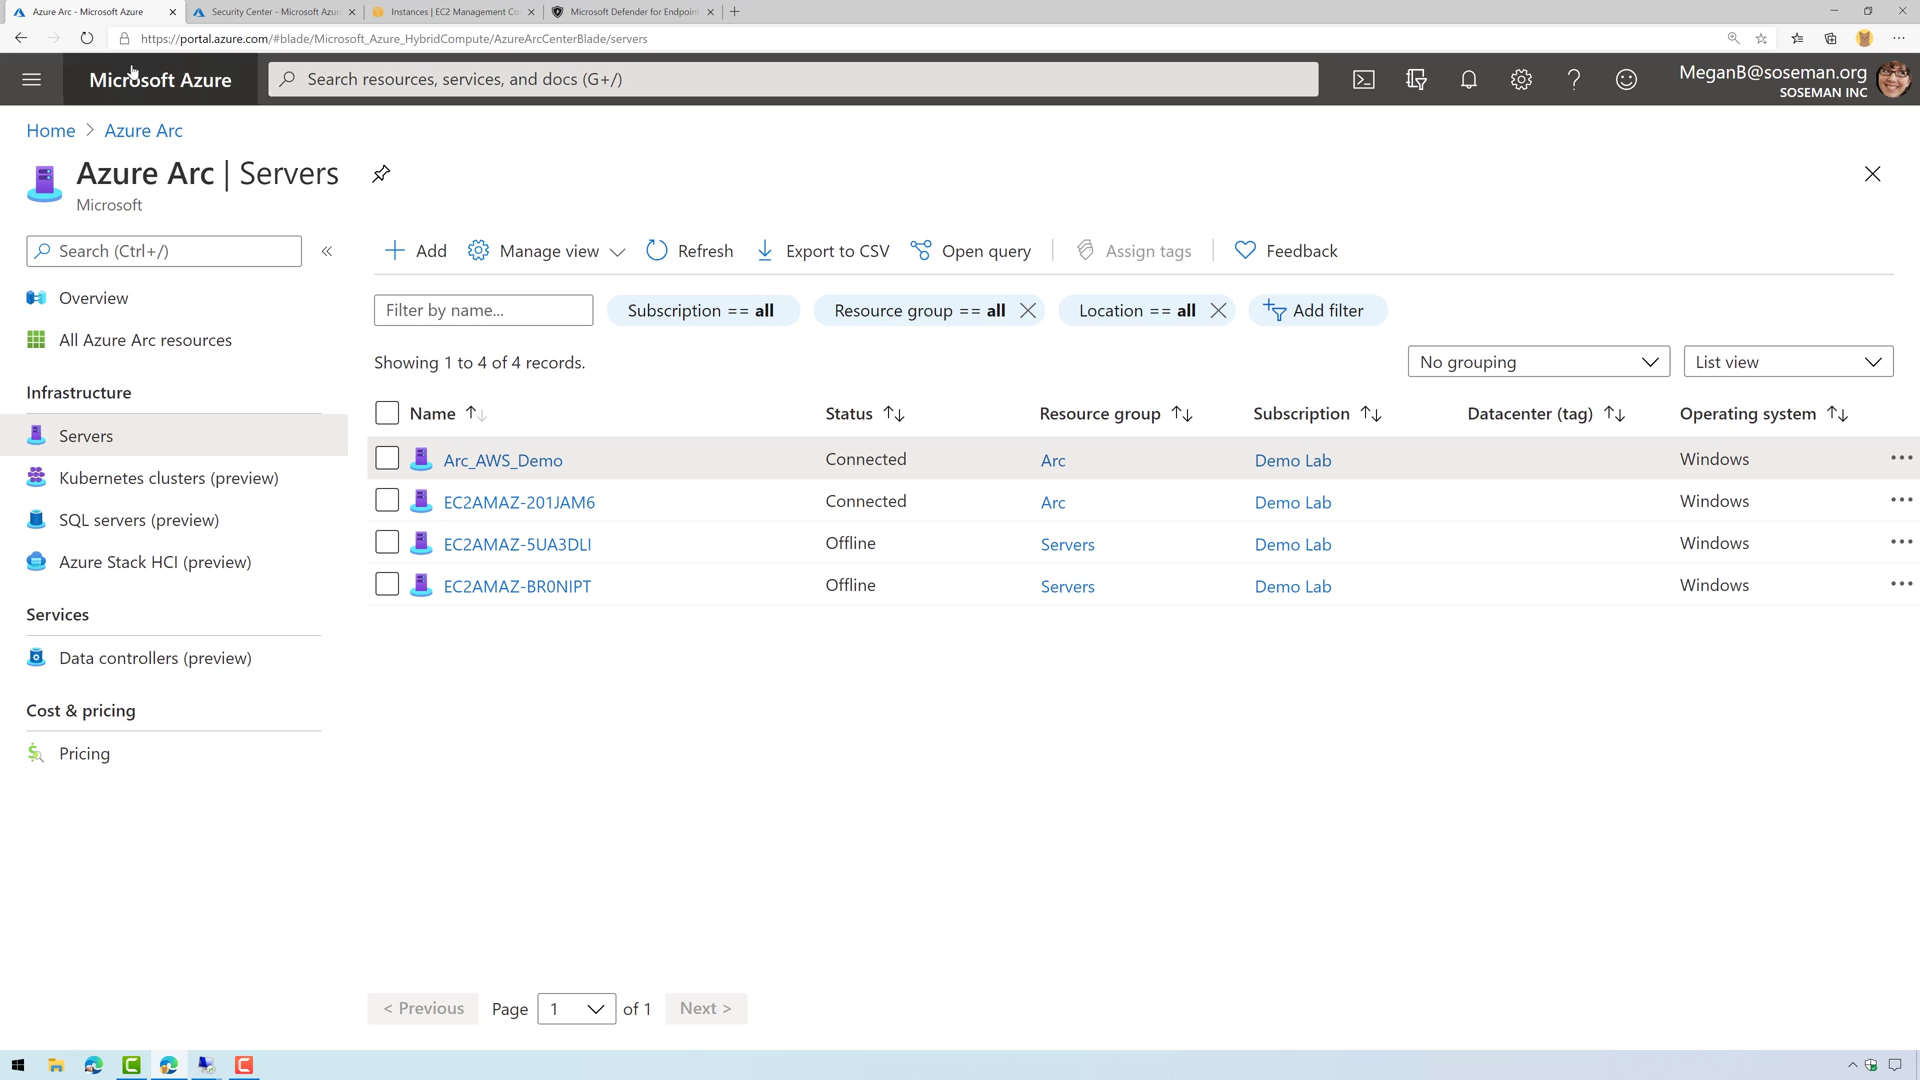 Azure Arc - Microsoft Azure
Security Center - Microsoft Azur
Instances | EC2 Management Co
Microsoft Defender for Endpoint
https://portal.azure.com/#blade/Microsoft_Azure_HybridCompute/AzureArcCenterBlade/servers
Microsoft Azure
Search resources, services, and docs (G+/)
MeganB@soseman.org
SOSEMAN INC
Home > Azure Arc
Azure Arc | Servers
Microsoft
Search (Ctrl+/)
Add
Manage view
Refresh
Export to CSV
Open query
Assign tags
Feedback
Overview
All Azure Arc resources
Infrastructure
Servers
Kubernetes clusters (preview)
SQL servers (preview)
Azure Stack HCI (preview)
Services
Data controllers (preview)
Cost & pricing
Pricing
Filter by name...
Subscription == all
Resource group == all
Location == all
Add filter
Showing 1 to 4 of 4 records.
No grouping
List view
Name Status Resource group Subscription Datacenter (tag) Operating system
Arc_AWS_Demo Connected Arc Demo Lab Windows
EC2AMAZ-201JAM6 Connected Arc Demo Lab Windows
EC2AMAZ-5UA3DLI Offline Servers Demo Lab Windows
EC2AMAZ-BR0NIPT Offline Servers Demo Lab Windows
< Previous Page 1 of 1 Next >